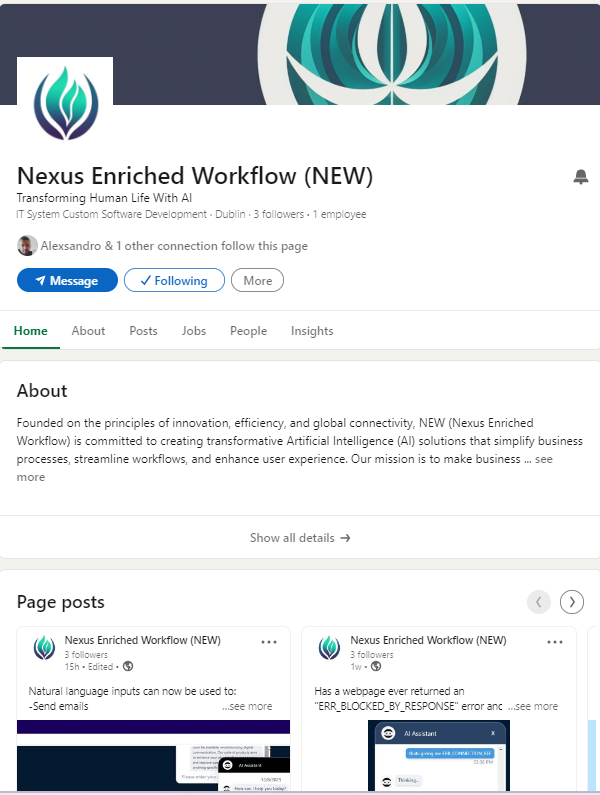 Nexus Enriched Workflow (NEW)
Transforming Human Life With AI
IT System Custom Software Development · Dublin · 3 followers · 1 employee
Alexsandro & 1 other connection follow this page
Message
Following
More
Home
About
Posts
Jobs
People
Insights
About
Founded on the principles of innovation, efficiency, and global connectivity, NEW (Nexus Enriched
Workflow) is committed to creating transformative Artificial Intelligence (AI) solutions that simplify business
processes, streamline workflows, and enhance user experience. Our mission is to make business ... see
more
Show all details →
Page posts
Nexus Enriched Workflow (NEW)
3 followers
15h • Edited •
Natural language inputs can now be used to:
-Send emails ...see more
AI Assistant
How can I help you today?
Nexus Enriched Workflow (NEW)
3 followers
1w •
Has a webpage ever returned an
"ERR_BLOCKED_BY_RESPONSE" error and ...see more
AI Assistant X
Thinking...